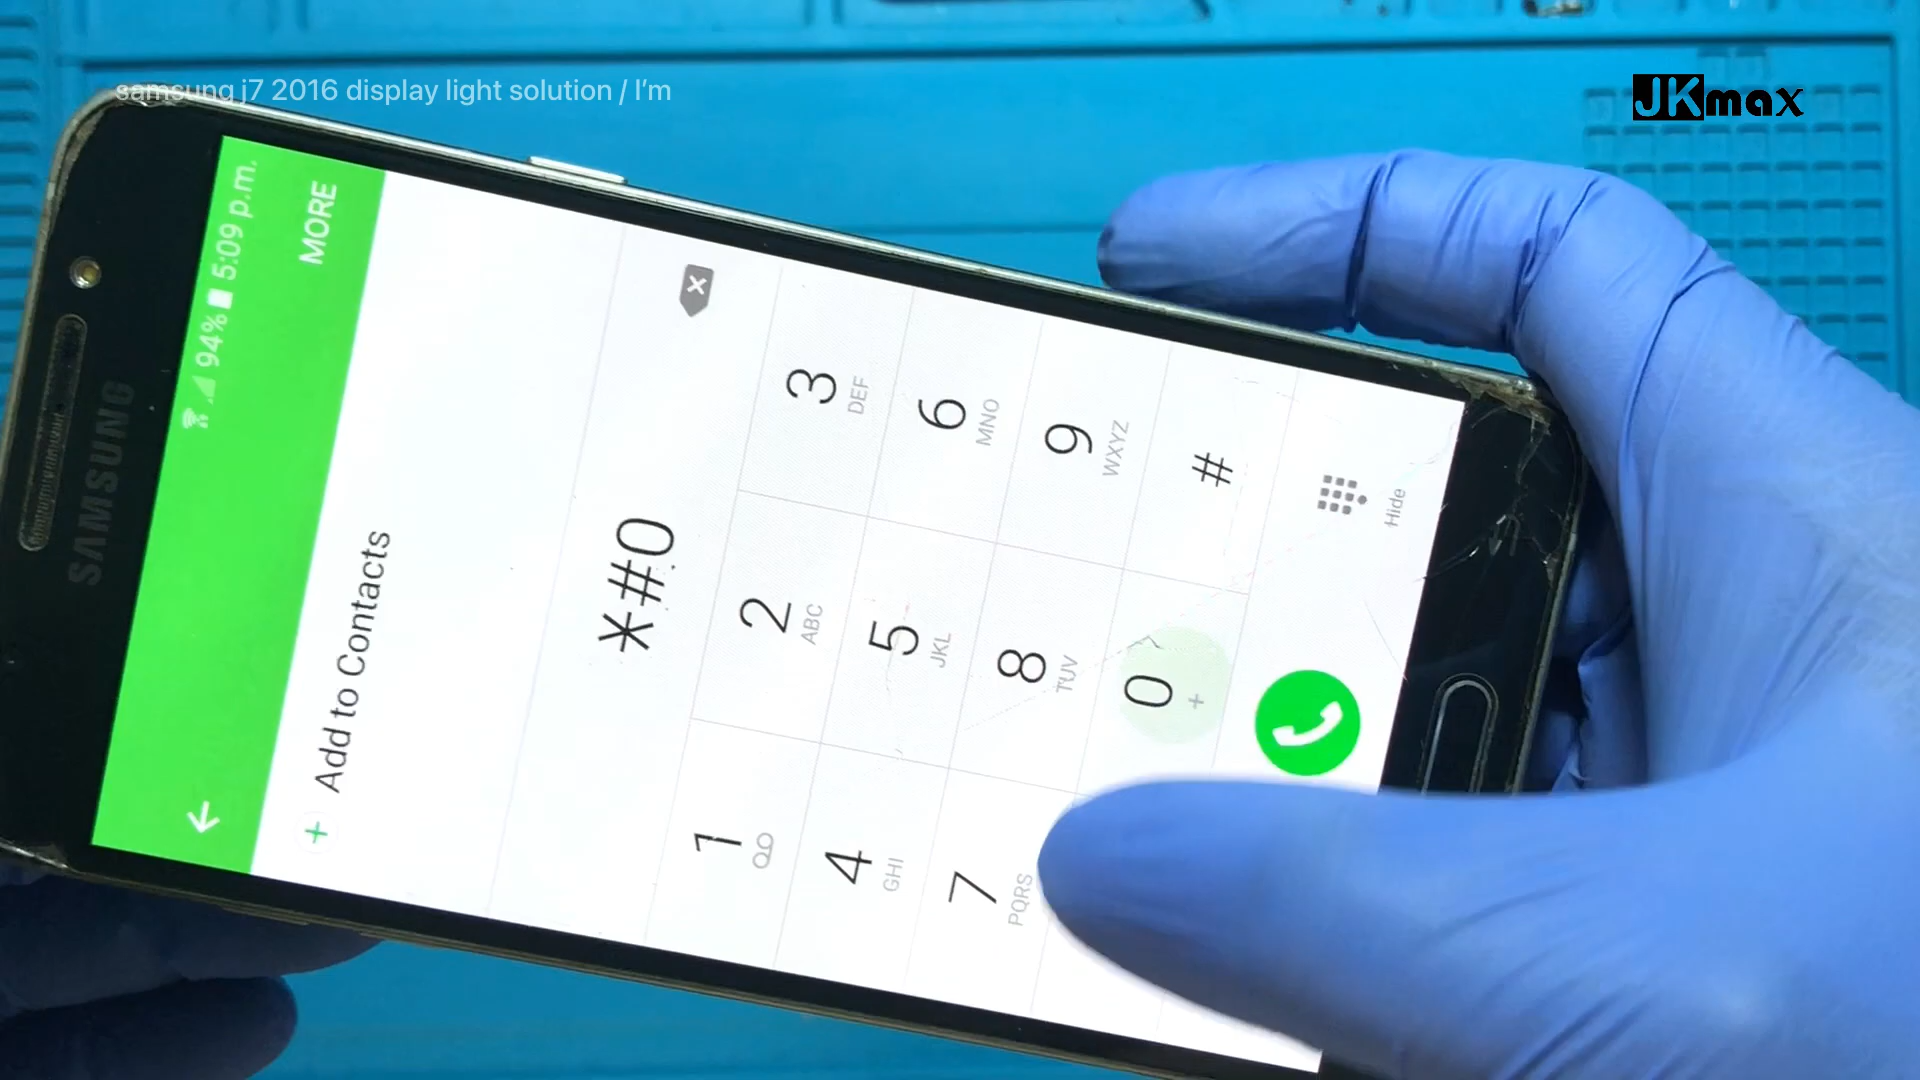 samsung j7 2016 display light solution / I'm
JKmax
SAMSUNG
94% 5:09 p.m.
MORE
Add to Contacts
*#0
1
2 ABC
3 DEF
4 GHI
5 JKL
6 MNO
7 PQRS
8 TUV
9 WXYZ
0 +
#
Hide